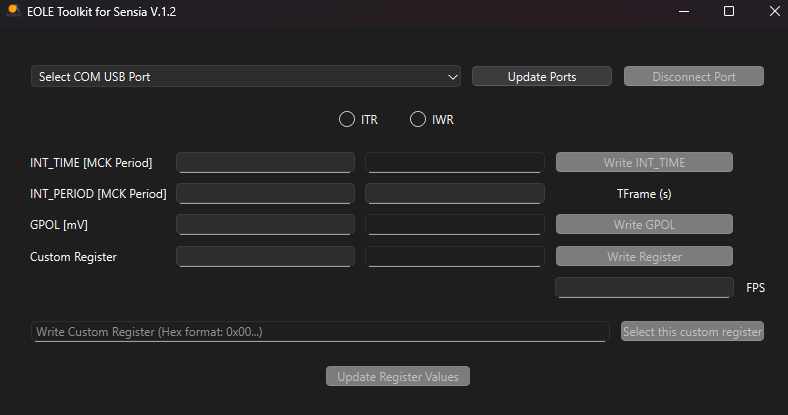 EOLE Toolkit for Sensia V.1.2
Select COM USB Port
Update Ports
Disconnect Port
ITR
IWR
INT_TIME [MCK Period]
Write INT_TIME
INT_PERIOD [MCK Period]
TFrame (s)
GPOL [mV]
Write GPOL
Custom Register
Write Register
FPS
Write Custom Register (Hex format: 0x00...)
Select this custom register
Update Register Values